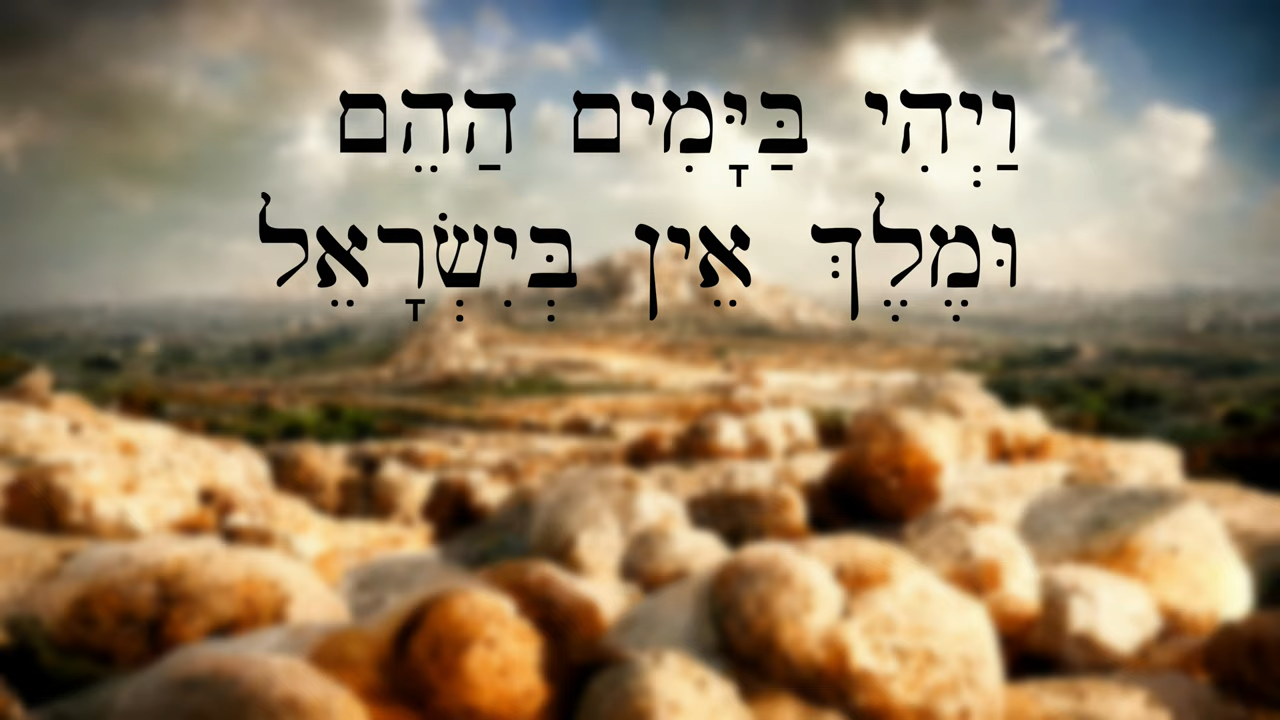 וַיְהִי בַּיָּמִים הַהֵם
וּמֶלֶךְ אֵין בְּיִשְׂרָאֵל